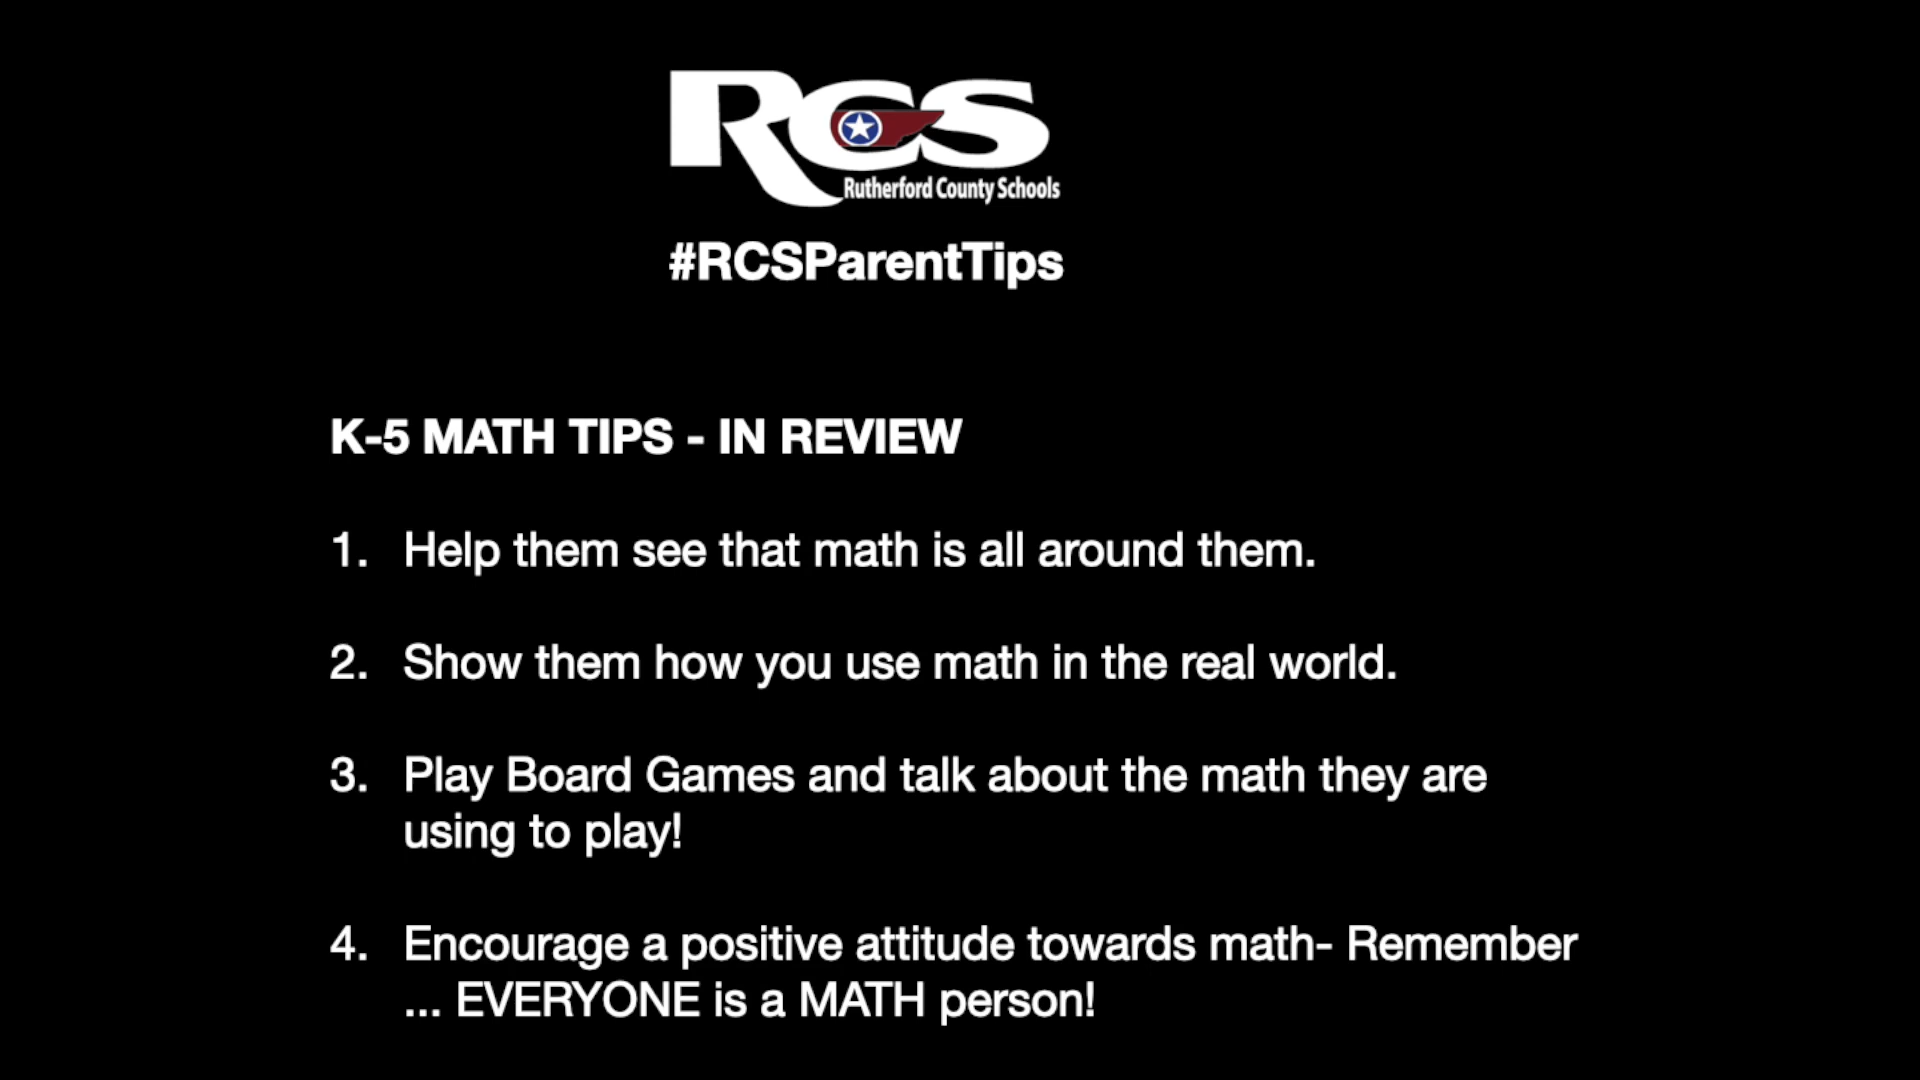 RCS
Rutherford County Schools
#RCSParentTips
K-5 MATH TIPS - IN REVIEW
1. Help them see that math is all around them.
2. Show them how you use math in the real world.
3. Play Board Games and talk about the math they are
using to play!
4. Encourage a positive attitude towards math- Remember
... EVERYONE is a MATH person!